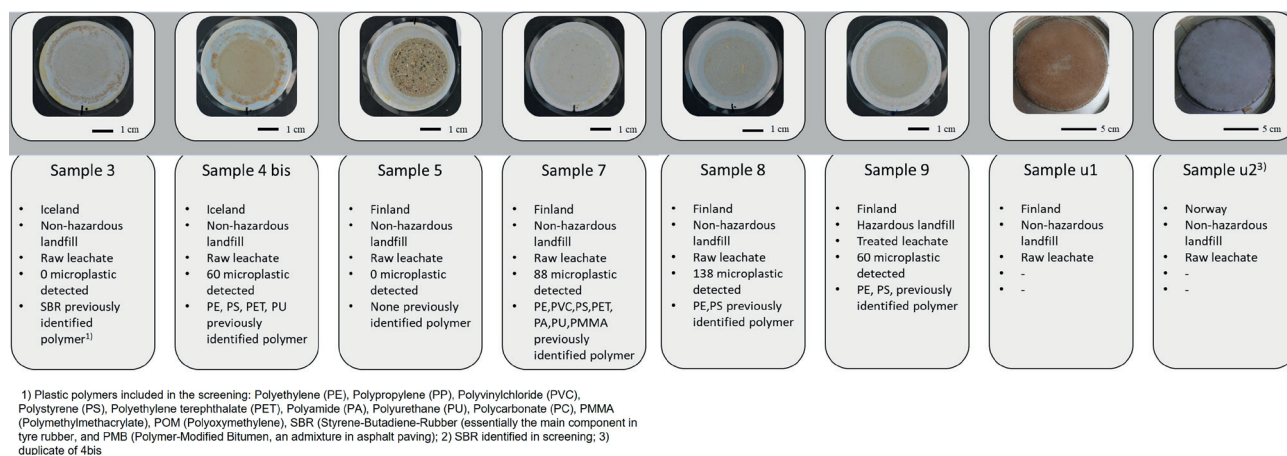 1 cm
1 cm
1 cm
1 cm
1 cm
1 cm
5 cm
5 cm
Sample 3
• Iceland
• Non-hazardous
landfill
• Raw leachate
• 0 microplastic
detected
• SBR previously
identified
polymer1)
Sample 4 bis
• Iceland
• Non-hazardous
landfill
• Raw leachate
• 60 microplastic
detected
• PE, PS, PET, PU
previously
identified polymer
Sample 5
• Finland
• Non-hazardous
landfill
• Raw leachate
• 0 microplastic
detected
• None previously
identified polymer
Sample 7
• Finland
• Non-hazardous
landfill
• Raw leachate
• 88 microplastic
detected
• PE,PVC,PS,PET,
PA,PU,PMMA
previously
identified polymer
Sample 8
• Finland
• Non-hazardous
landfill
• Raw leachate
• 138 microplastic
detected
• PE,PS previously
identified polymer
Sample 9
• Finland
• Hazardous landfill
• Treated leachate
• 60 microplastic
detected
• PE, PS, previously
identified polymer
Sample u1
• Finland
• Non-hazardous
landfill
• Raw leachate
• -
• -
Sample u23)
• Norway
• Non-hazardous
landfill
• Raw leachate
• -
• -
1) Plastic polymers included in the screening: Polyethylene (PE), Polypropylene (PP), Polyvinylchloride (PVC),
Polystyrene (PS), Polyethylene terephthalate (PET), Polyamide (PA), Polyurethane (PU), Polycarbonate (PC), PMMA
(Polymethylmethacrylate), POM (Polyoxymethylene), SBR (Styrene-Butadiene-Rubber (essentially the main component in
tyre rubber, and PMB (Polymer-Modified Bitumen, an admixture in asphalt paving); 2) SBR identified in screening; 3)
duplicate of 4bis